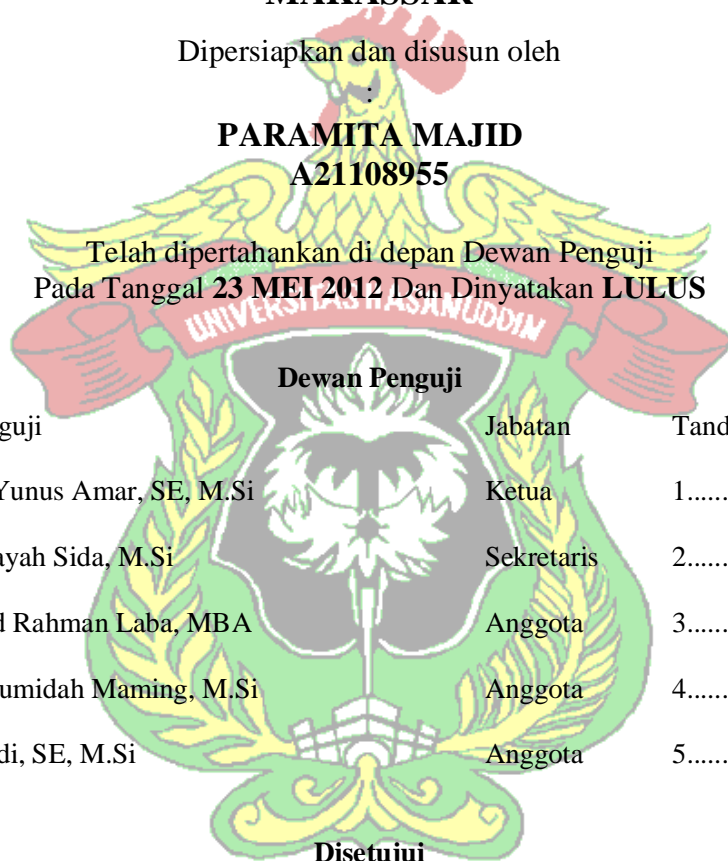 MAKASSAR
Dipersiapkan dan disusun oleh
:
PARAMITA MAJID
A21108955
Telah dipertahankan di depan Dewan Penguji
Pada Tanggal 23 MEI 2012 Dan Dinyatakan LULUS
UNIVERSITAS HASANUDDIN
Dewan Penguji
guji Jabatan Tand
Yunus Amar, SE, M.Si Ketua 1......
ayah Sida, M.Si Sekretaris 2......
d Rahman Laba, MBA Anggota 3......
umidah Maming, M.Si Anggota 4......
di, SE, M.Si Anggota 5......
Disetujui